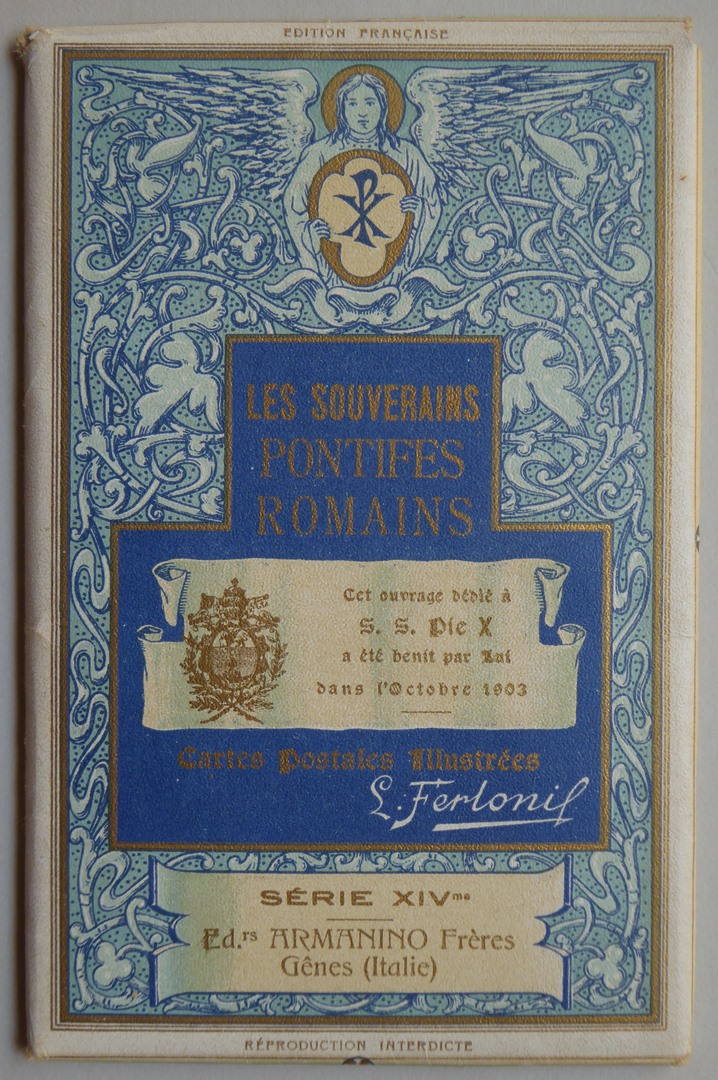 EDITION FRANÇAISE
LES SOUVERAINS
PONTIFES
ROMAINS
Cet ouvrage dédié à
S. S. Pie X
a été benit par Lui
dans l'Octobre 1903
Cartes Postales Illustrées
L. Ferloni
SÉRIE XIVme
Ed.rs ARMANINO Frères
Gênes (Italie)
RÉPRODUCTION INTERDICTE